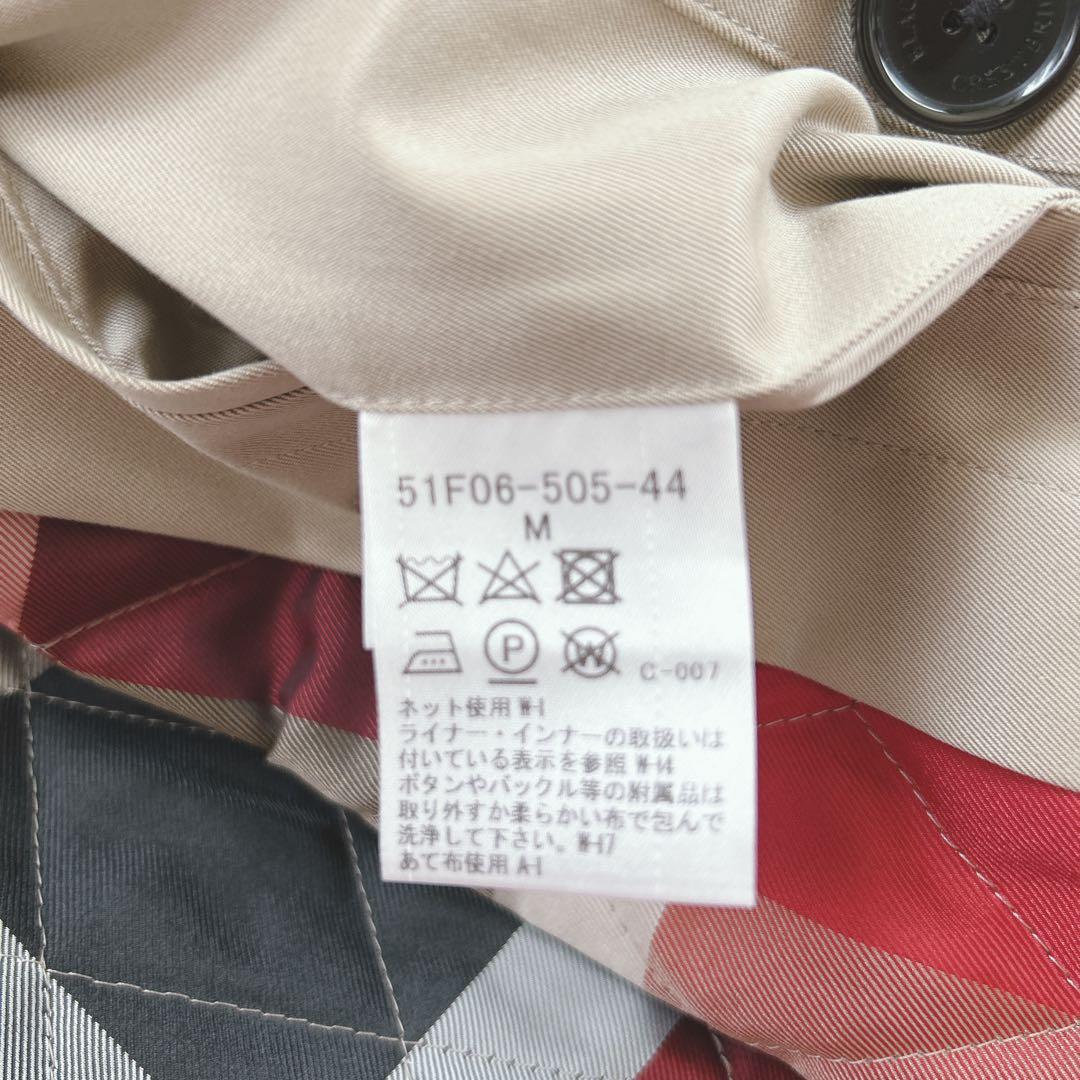 BLACK
CRESTBRIDGE
51F06-505-44
M
P
W
C-007
ネット使用 W-1
ライナー・インナーの取扱いは
付いている表示を参照 W-14
ボタンやバックル等の附属品は
取り外すか柔らかい布で包んで
洗浄して下さい。W-17
あて布使用 A-1